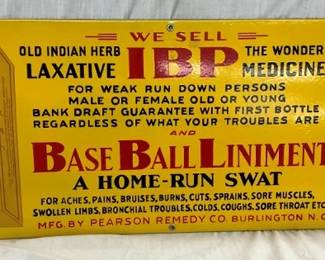 WE SELL
OLD INDIAN HERB IBP THE WONDER
LAXATIVE MEDICINE
FOR WEAK RUN DOWN PERSONS
MALE OR FEMALE OLD OR YOUNG
BANK DRAFT GUARANTEE WITH FIRST BOTTLE
REGARDLESS OF WHAT YOUR TROUBLES ARE
AND
BASE BALL LINIMENT
A HOME-RUN SWAT
FOR ACHES, PAINS, BRUISES, BURNS, CUTS, SPRAINS, SORE MUSCLES,
SWOLLEN LIMBS, BRONCHIAL TROUBLES, COLDS, COUGHS, SORE THROAT ETC.
MFG. BY PEARSON REMEDY CO. BURLINGTON N.C.